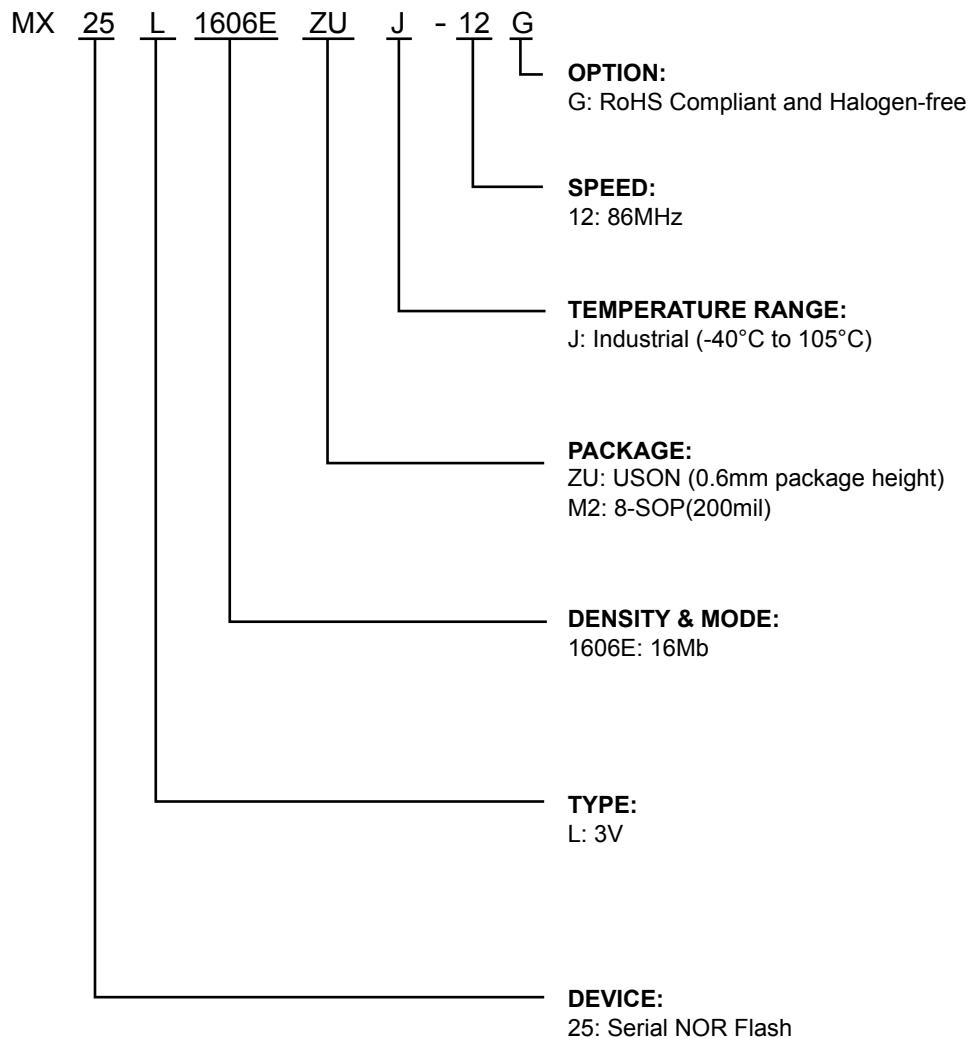 MX 25 L 1606E ZU J - 12 G
OPTION:
G: RoHS Compliant and Halogen-free
SPEED:
12: 86MHz
TEMPERATURE RANGE:
J: Industrial (-40°C to 105°C)
PACKAGE:
ZU: USON (0.6mm package height)
M2: 8-SOP(200mil)
DENSITY & MODE:
1606E: 16Mb
TYPE:
L: 3V
DEVICE:
25: Serial NOR Flash